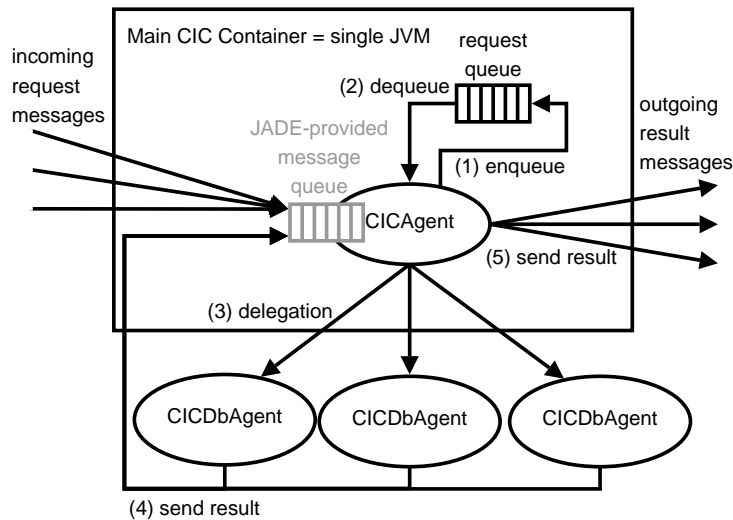 Main CIC Container = single JVM
incoming
request
messages
request
queue
(2) dequeue
JADE-provided
message
queue
(1) enqueue
outgoing
result
messages
CICAgent
(5) send result
(3) delegation
CICDbAgent
CICDbAgent
CICDbAgent
(4) send result